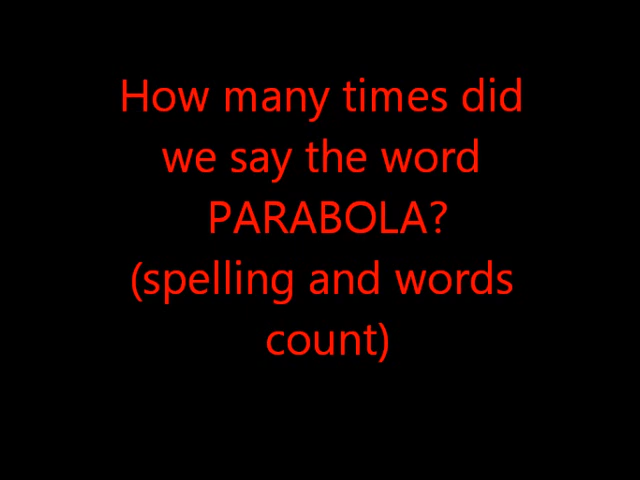 How many times did
we say the word
PARABOLA?
(spelling and words
count)